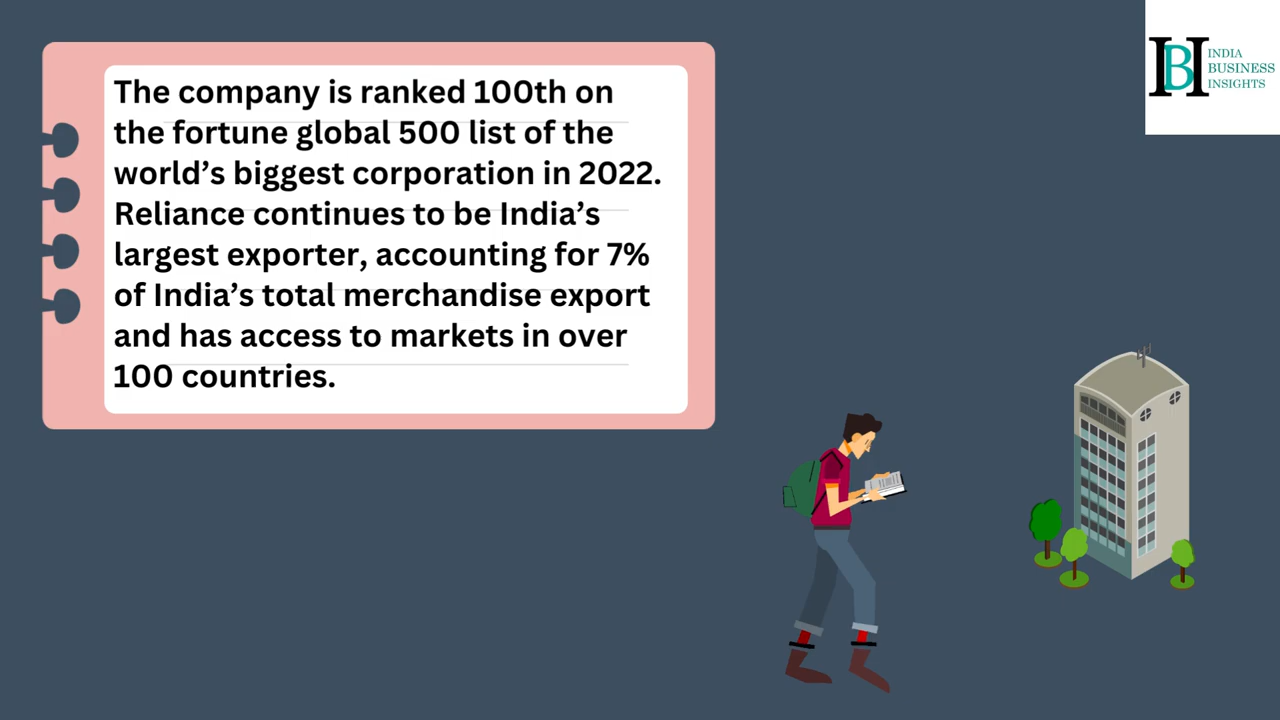 The company is ranked 100th on
the fortune global 500 list of the
world's biggest corporation in 2022.
Reliance continues to be India's
largest exporter, accounting for 7%
of India's total merchandise export
and has access to markets in over
100 countries.
IBI
INDIA
BUSINESS
INSIGHTS